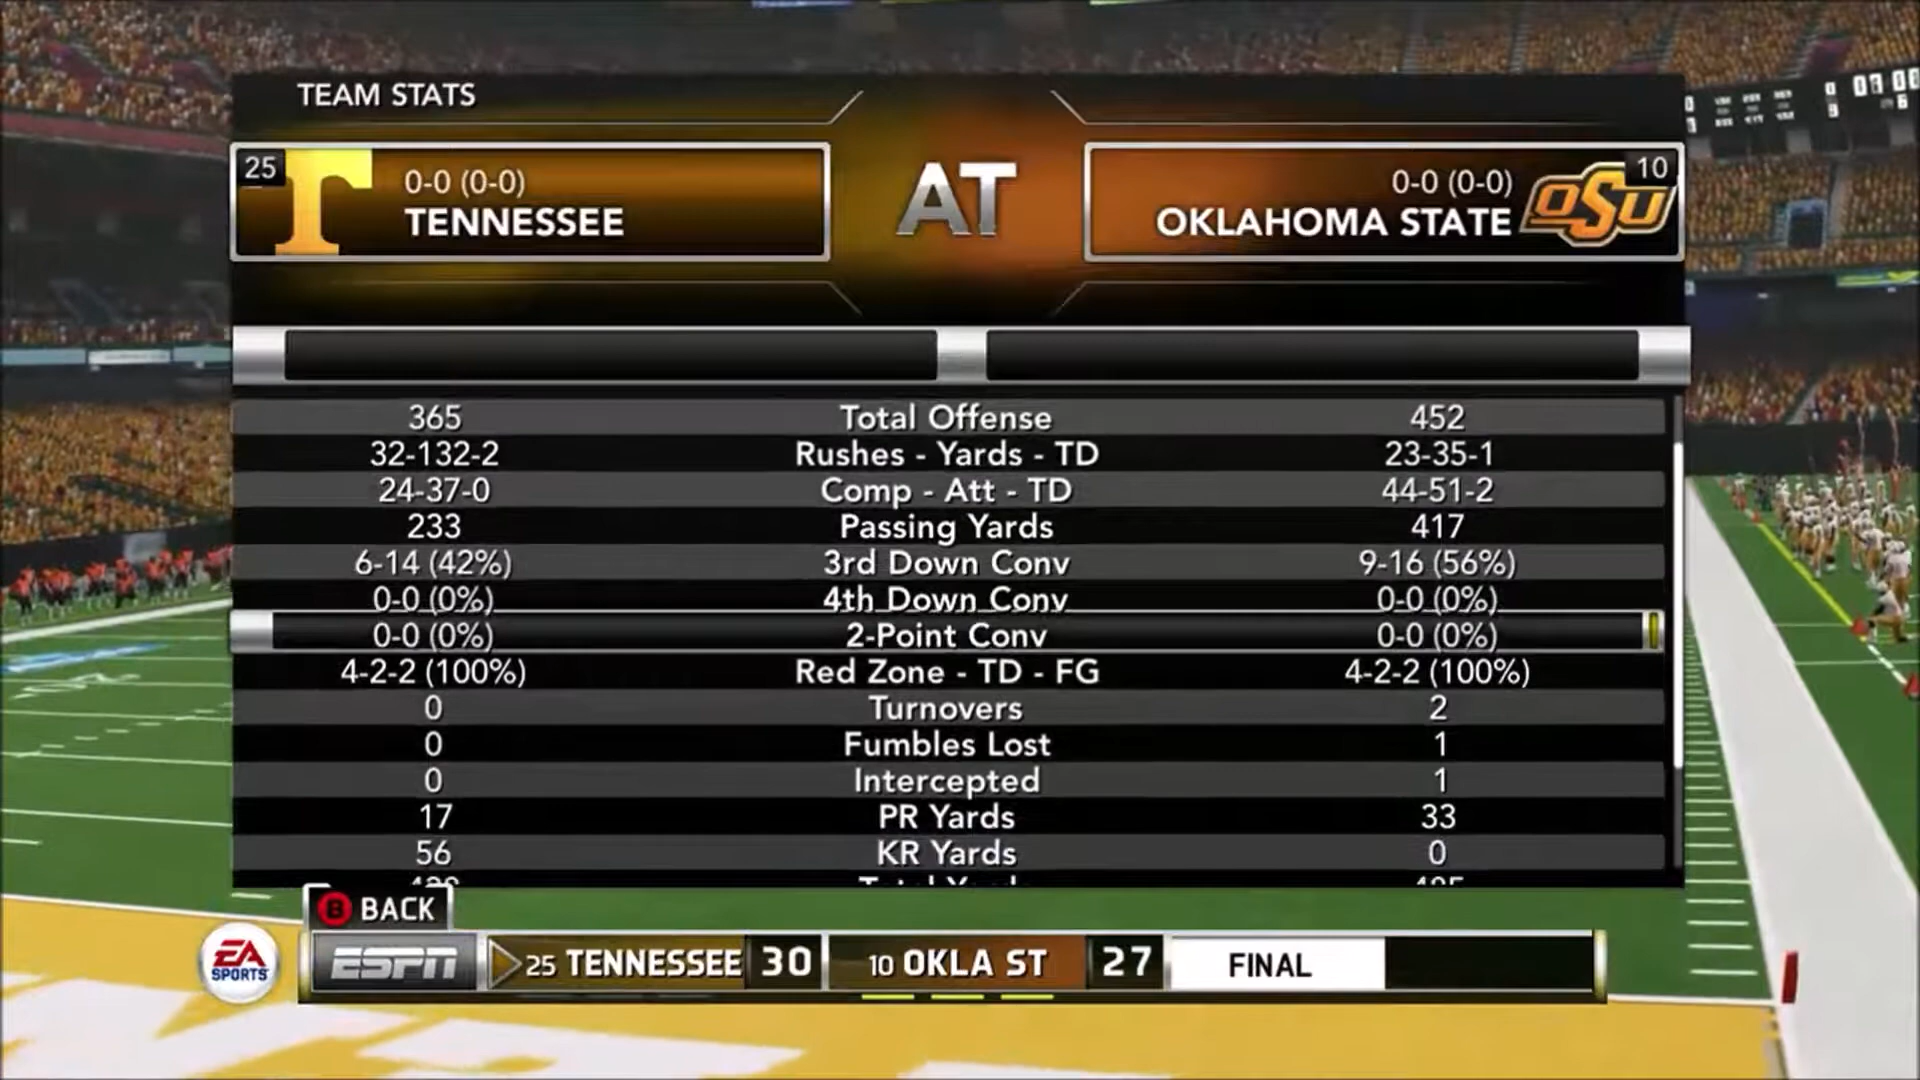 TEAM STATS
25 0-0 (0-0) TENNESSEE
AT
0-0 (0-0) OKLAHOMA STATE OSU 10
365 Total Offense 452
32-132-2 Rushes - Yards - TD 23-35-1
24-37-0 Comp - Att - TD 44-51-2
233 Passing Yards 417
6-14 (42%) 3rd Down Conv 9-16 (56%)
0-0 (0%) 4th Down Conv 0-0 (0%)
0-0 (0%) 2-Point Conv 0-0 (0%)
4-2-2 (100%) Red Zone - TD - FG 4-2-2 (100%)
0 Turnovers 2
0 Fumbles Lost 1
0 Intercepted 1
17 PR Yards 33
56 KR Yards 0
Total Yards
B BACK
EA SPORTS ESPN 25 TENNESSEE 30 10 OKLA ST 27 FINAL